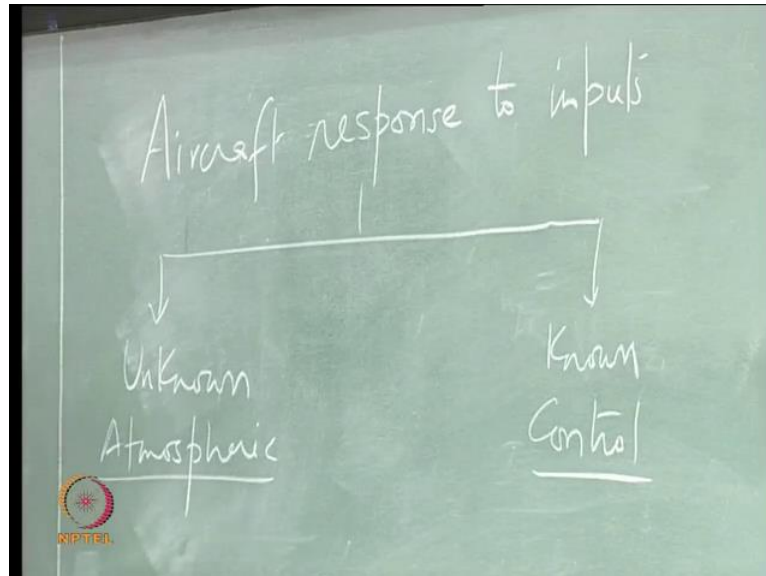 Aircraft response to inputs
Unknown
Atmospheric
Known
Control
NPTEL